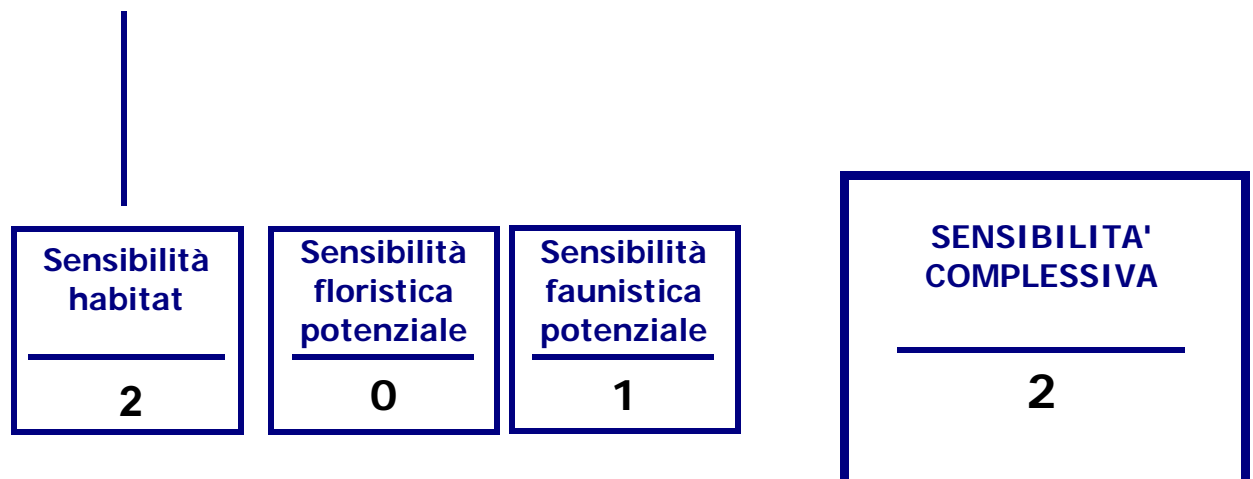 Sensibilità
habitat
2
Sensibilità
floristica
potenziale
0
Sensibilità
faunistica
potenziale
1
SENSIBILITA'
COMPLESSIVA
2